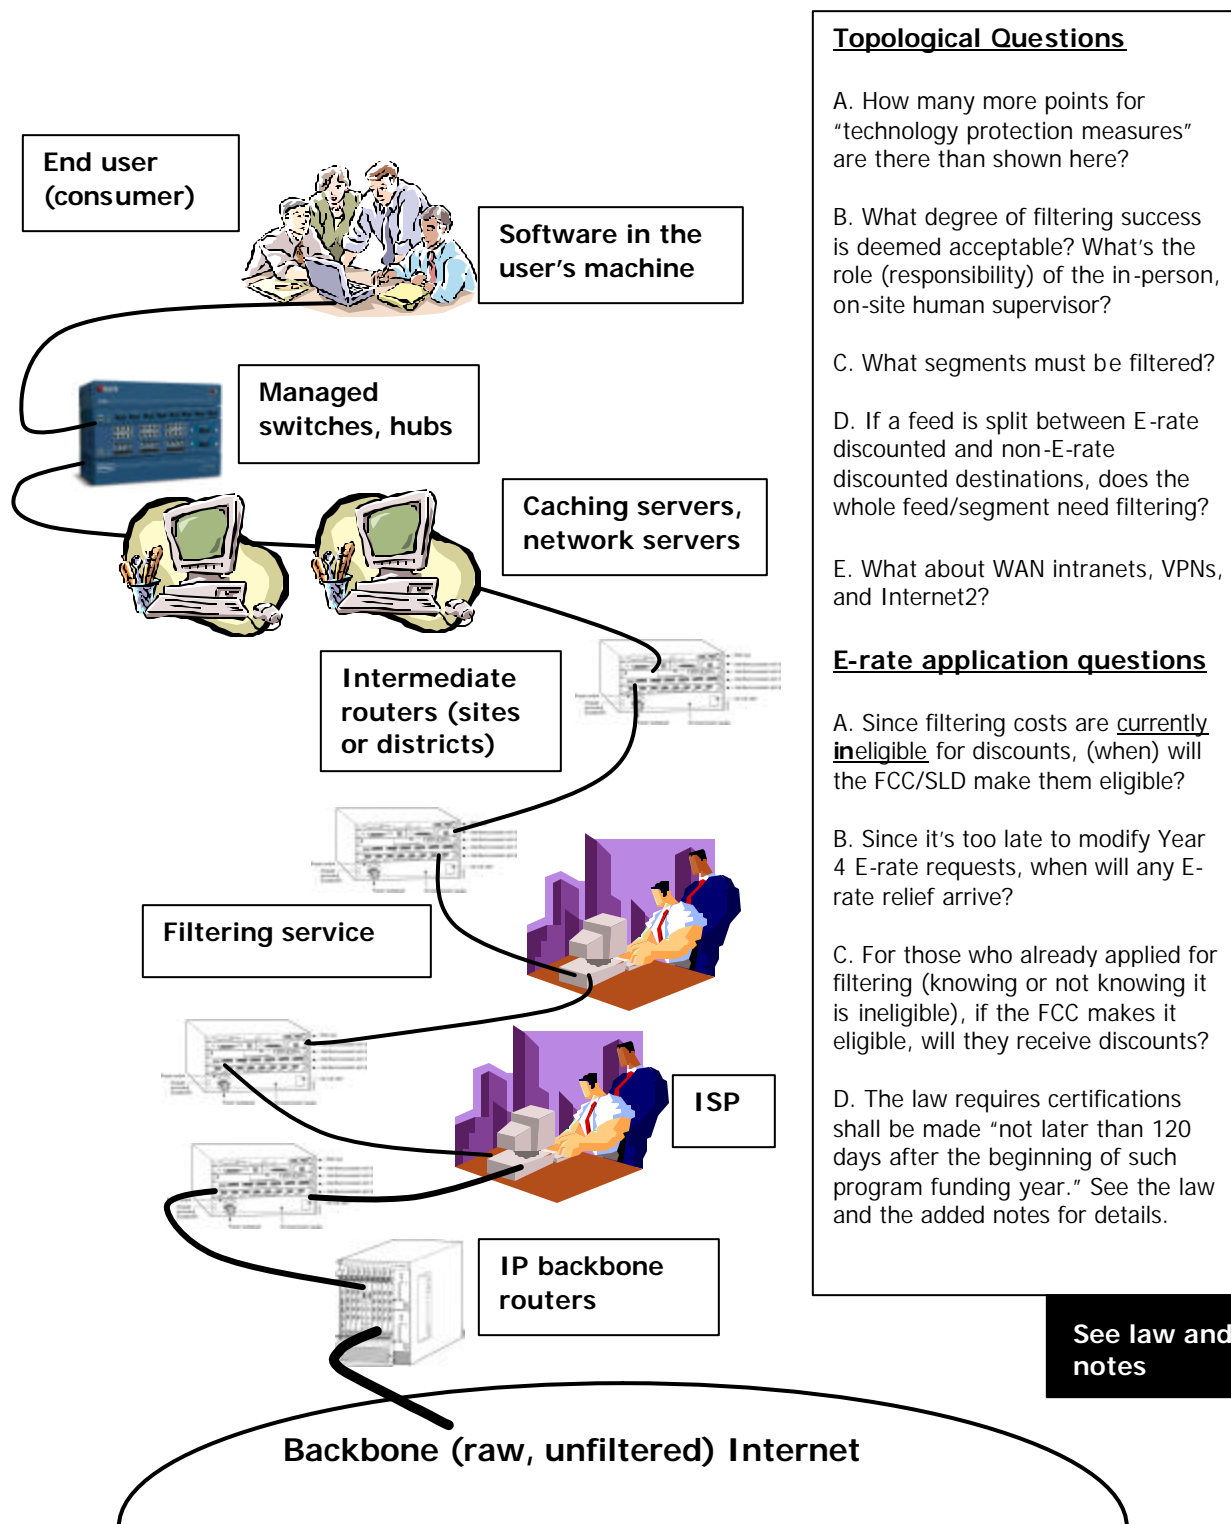 End user
(consumer)
Software in the
user's machine
Managed
switches, hubs
Caching servers,
network servers
Intermediate
routers (sites
or districts)
Filtering service
ISP
IP backbone
routers
Backbone (raw, unfiltered) Internet
Topological Questions
A. How many more points for
“technology protection measures”
are there than shown here?
B. What degree of filtering success
is deemed acceptable? What's the
role (responsibility) of the in-person,
on-site human supervisor?
C. What segments must be filtered?
D. If a feed is split between E-rate
discounted and non-E-rate
discounted destinations, does the
whole feed/segment need filtering?
E. What about WAN intranets, VPNs,
and Internet2?
E-rate application questions
A. Since filtering costs are currently
ineligible for discounts, (when) will
the FCC/SLD make them eligible?
B. Since it's too late to modify Year
4 E-rate requests, when will any E-
rate relief arrive?
C. For those who already applied for
filtering (knowing or not knowing it
is ineligible), if the FCC makes it
eligible, will they receive discounts?
D. The law requires certifications
shall be made “not later than 120
days after the beginning of such
program funding year.” See the law
and the added notes for details.
See law and
notes